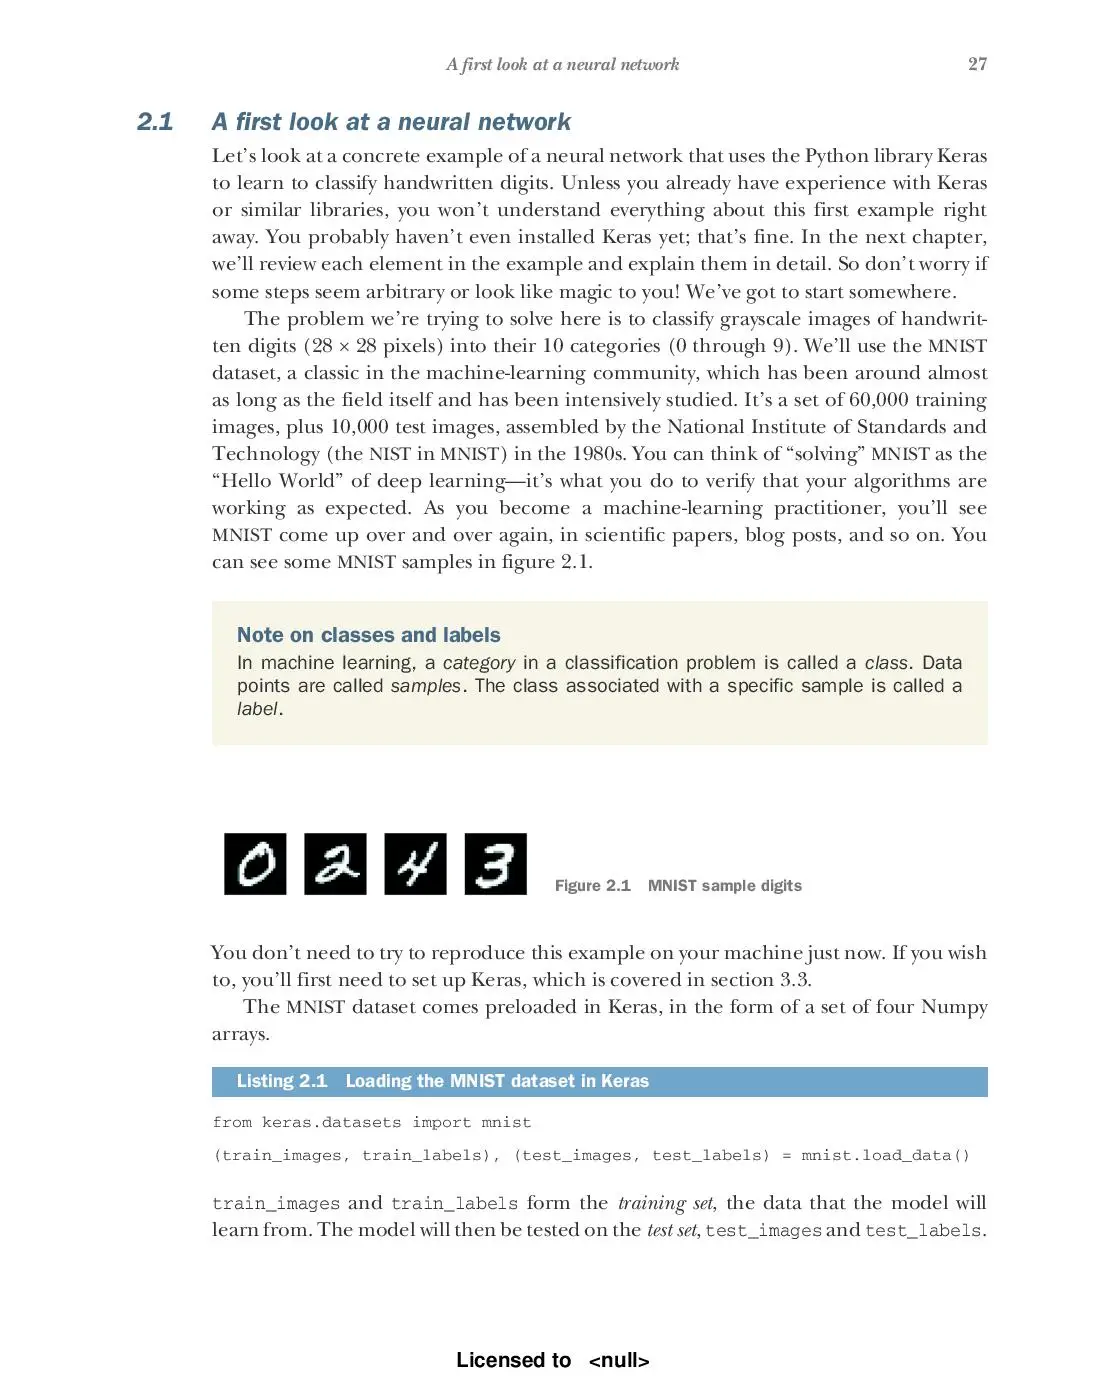 A first look at a neural network 27
2.1 A first look at a neural network
Let's look at a concrete example of a neural network that uses the Python library Keras
to learn to classify handwritten digits. Unless you already have experience with Keras
or similar libraries, you won't understand everything about this first example right
away. You probably haven't even installed Keras yet; that's fine. In the next chapter,
we'll review each element in the example and explain them in detail. So don't worry if
some steps seem arbitrary or look like magic to you! We've got to start somewhere.
The problem we're trying to solve here is to classify grayscale images of handwrit-
ten digits (28 × 28 pixels) into their 10 categories (0 through 9). We'll use the MNIST
dataset, a classic in the machine-learning community, which has been around almost
as long as the field itself and has been intensively studied. It's a set of 60,000 training
images, plus 10,000 test images, assembled by the National Institute of Standards and
Technology (the NIST in MNIST) in the 1980s. You can think of “solving” MNIST as the
“Hello World” of deep learning—it's what you do to verify that your algorithms are
working as expected. As you become a machine-learning practitioner, you'll see
MNIST come up over and over again, in scientific papers, blog posts, and so on. You
can see some MNIST samples in figure 2.1.
Note on classes and labels
In machine learning, a category in a classification problem is called a class. Data
points are called samples. The class associated with a specific sample is called a
label.
0 2 4 3
Figure 2.1 MNIST sample digits
You don't need to try to reproduce this example on your machine just now. If you wish
to, you'll first need to set up Keras, which is covered in section 3.3.
The MNIST dataset comes preloaded in Keras, in the form of a set of four Numpy
arrays.
Listing 2.1 Loading the MNIST dataset in Keras
from keras.datasets import mnist
(train_images, train_labels), (test_images, test_labels) = mnist.load_data()
train_images and train_labels form the training set, the data that the model will
learn from. The model will then be tested on the test set, test_images and test_labels.
Licensed to <null>